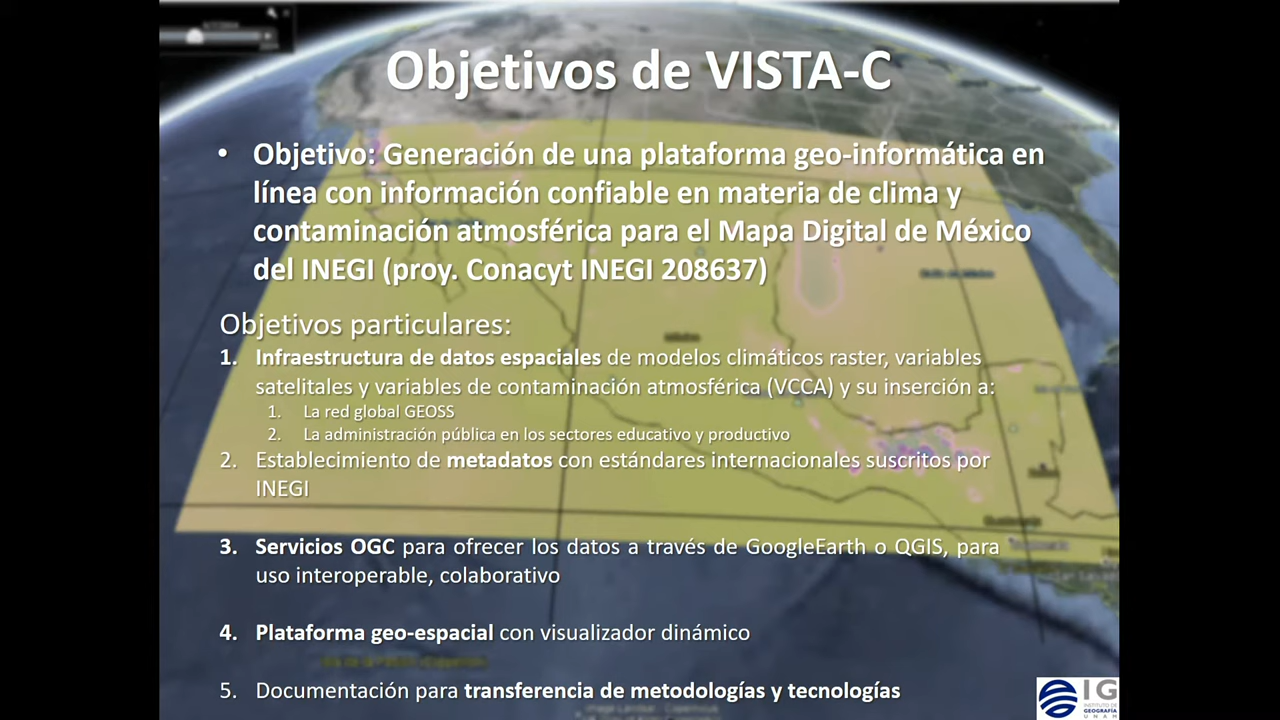 Objetivos de VISTA-C
• Objetivo: Generación de una plataforma geo-informática en
línea con información confiable en materia de clima y
contaminación atmosférica para el Mapa Digital de México
del INEGI (proy. Conacyt INEGI 208637)
Objetivos particulares:
1. Infraestructura de datos espaciales de modelos climáticos raster, variables
satelitales y variables de contaminación atmosférica (VCCA) y su inserción a:
1. La red global GEOSS
2. La administración pública en los sectores educativo y productivo
2. Establecimiento de metadatos con estándares internacionales suscritos por
INEGI
3. Servicios OGC para ofrecer los datos a través de GoogleEarth o QGIS, para
uso interoperable, colaborativo
4. Plataforma geo-espacial con visualizador dinámico
5. Documentación para transferencia de metodologías y tecnologías
IG
INSTITUTO DE
GEOGRAFÍA
UNAM